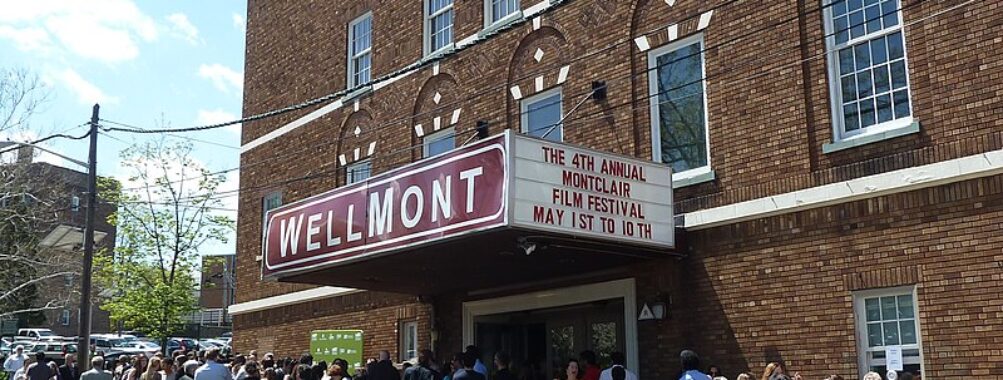 WELLMONT
THE 4TH ANNUAL
MONTCLAIR
FILM FESTIVAL
MAY 1ST TO 10TH